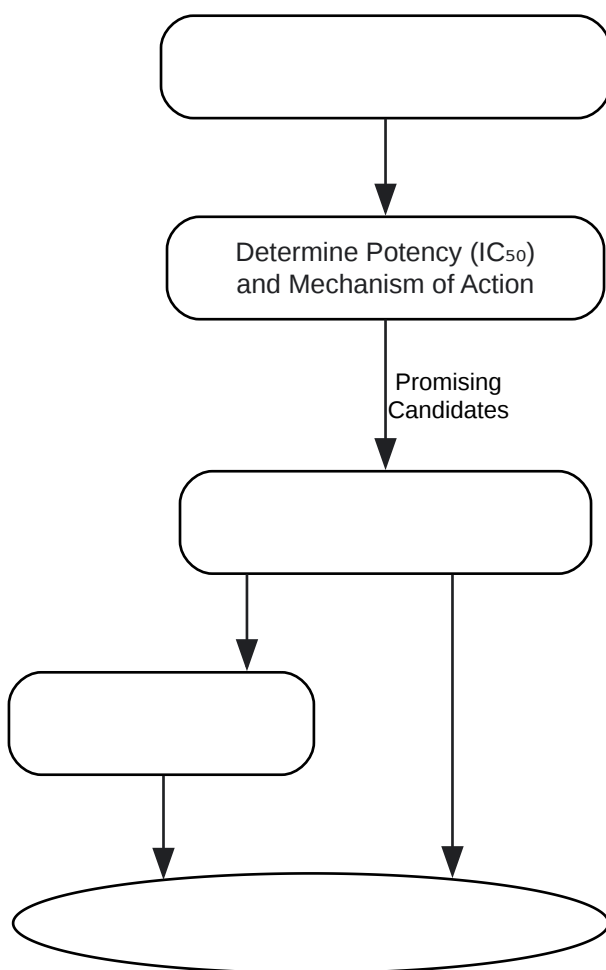 Determine Potency (IC₅₀)
and Mechanism of Action
Promising
Candidates